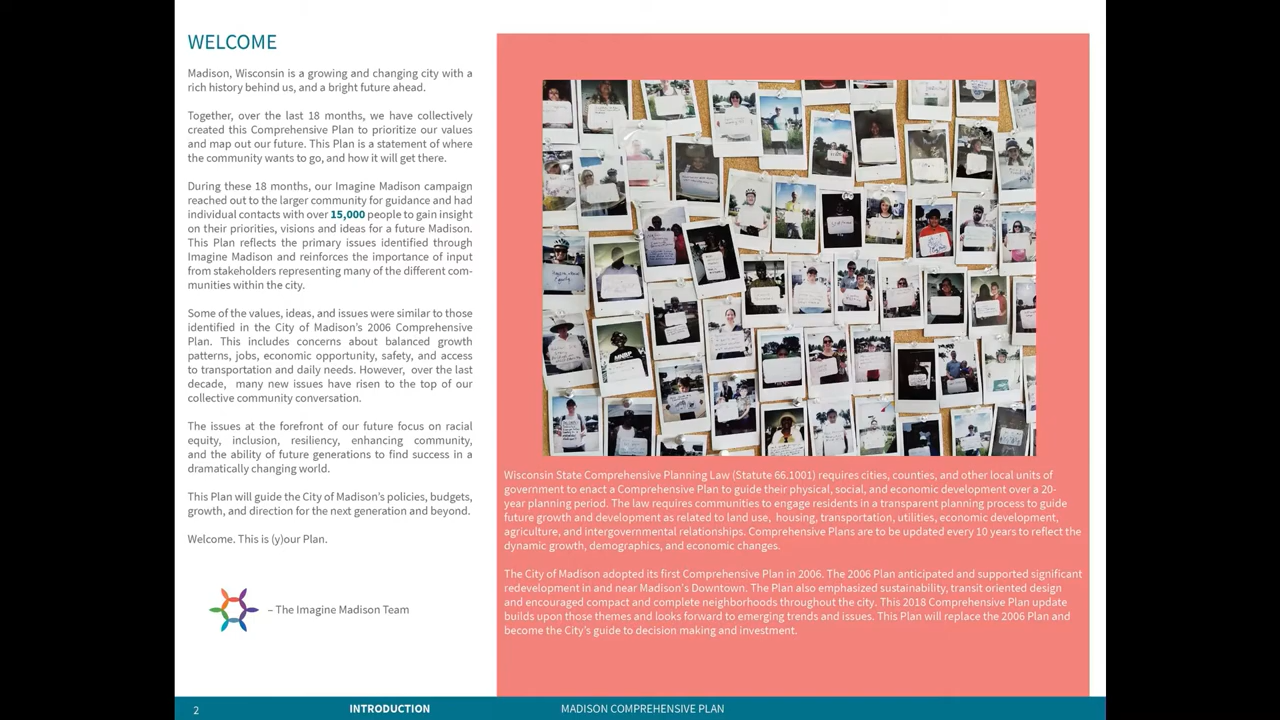 WELCOME
Madison, Wisconsin is a growing and changing city with a
rich history behind us, and a bright future ahead.
Together, over the last 18 months, we have collectively
created this Comprehensive Plan to prioritize our values
and map out our future. This Plan is a statement of where
the community wants to go, and how it will get there.
During these 18 months, our Imagine Madison campaign
reached out to the larger community for guidance and had
individual contacts with over 15,000 people to gain insight
on their priorities, visions and ideas for a future Madison.
This Plan reflects the primary issues identified through
Imagine Madison and reinforces the importance of input
from stakeholders representing many of the different com-
munities within the city.
Some of the values, ideas, and issues were similar to those
identified in the City of Madison's 2006 Comprehensive
Plan. This includes concerns about balanced growth
patterns, jobs, economic opportunity, safety, and access
to transportation and daily needs. However, over the last
decade, many new issues have risen to the top of our
collective community conversation.
The issues at the forefront of our future focus on racial
equity, inclusion, resiliency, enhancing community,
and the ability of future generations to find success in a
dramatically changing world.
This Plan will guide the City of Madison's policies, budgets,
growth, and direction for the next generation and beyond.
Welcome. This is (y)our Plan.
– The Imagine Madison Team
Wisconsin State Comprehensive Planning Law (Statute 66.1001) requires cities, counties, and other local units of
government to enact a Comprehensive Plan to guide their physical, social, and economic development over a 20-
year planning period. The law requires communities to engage residents in a transparent planning process to guide
future growth and development as related to land use, housing, transportation, utilities, economic development,
agriculture, and intergovernmental relationships. Comprehensive Plans are to be updated every 10 years to reflect the
dynamic growth, demographics, and economic changes.
The City of Madison adopted its first Comprehensive Plan in 2006. The 2006 Plan anticipated and supported significant
redevelopment in and near Madison's Downtown. The Plan also emphasized sustainability, transit oriented design
and encouraged compact and complete neighborhoods throughout the city. This 2018 Comprehensive Plan update
builds upon those themes and looks forward to emerging trends and issues. This Plan will replace the 2006 Plan and
become the City's guide to decision making and investment.
2
INTRODUCTION
MADISON COMPREHENSIVE PLAN